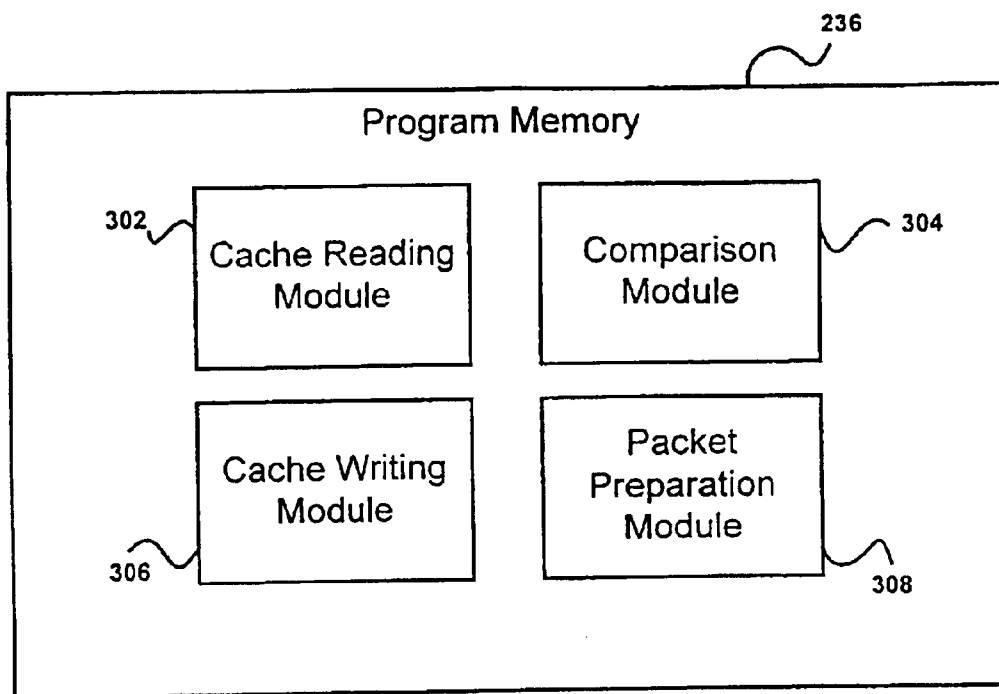 236
Program Memory
302
Cache Reading
Module
Comparison
Module
304
Cache Writing
Module
306
Packet
Preparation
Module
308